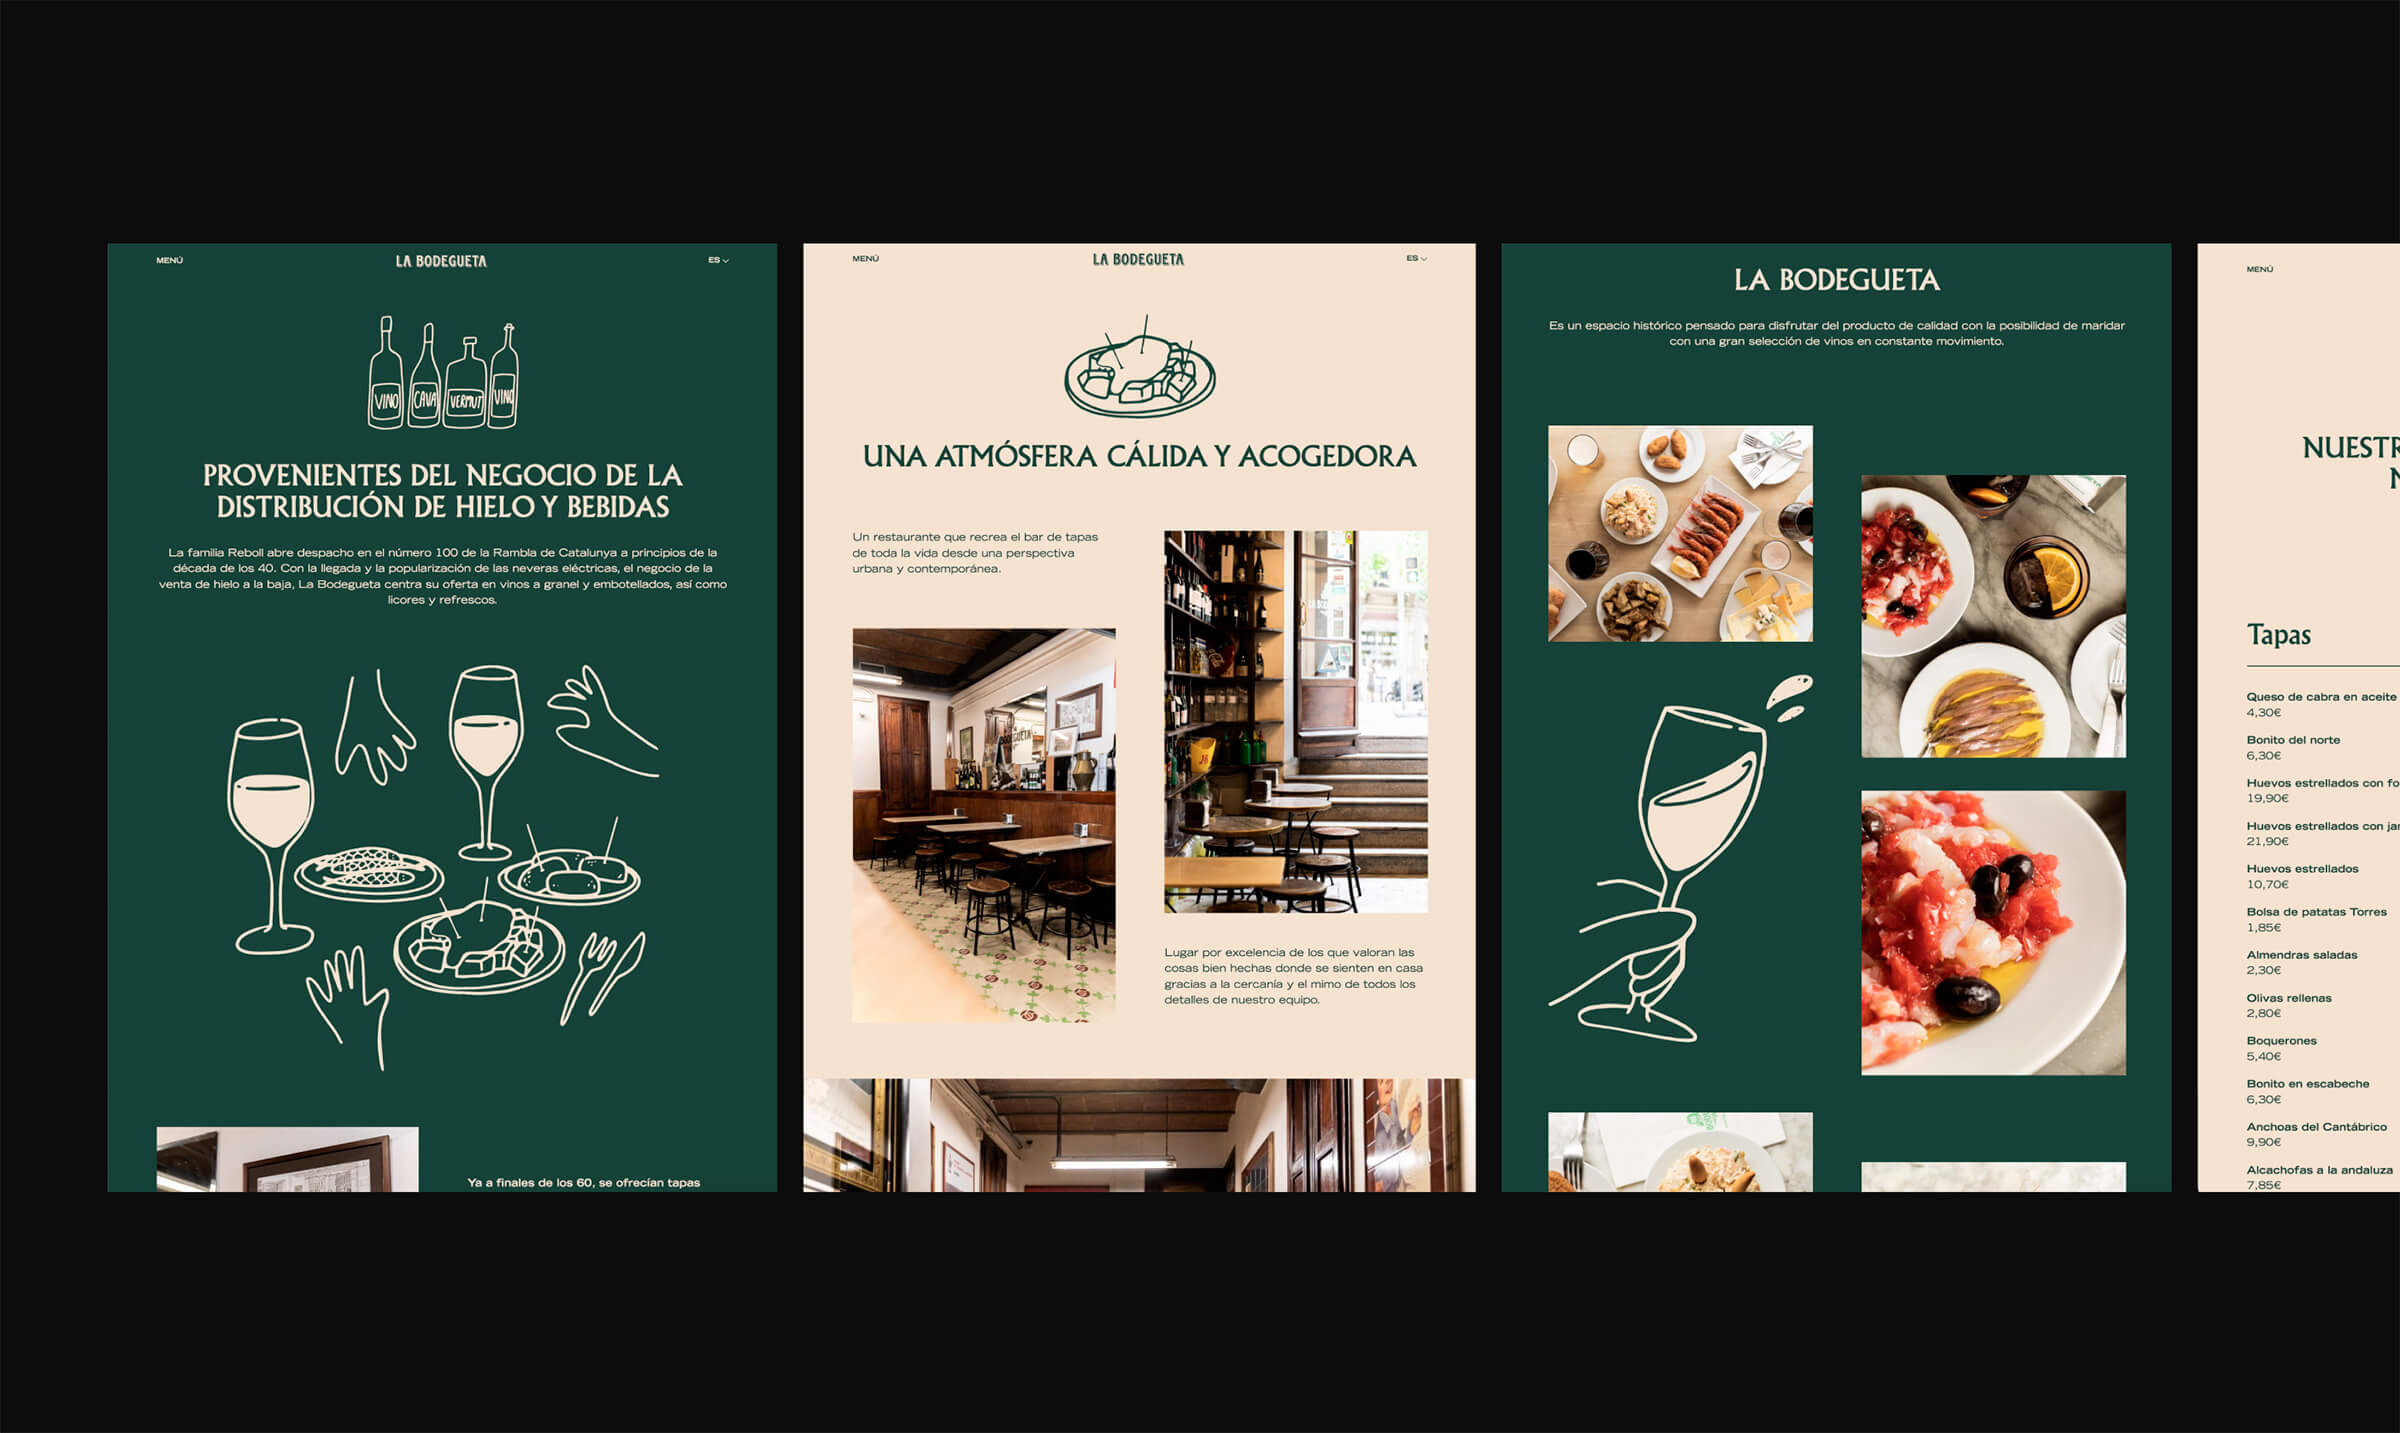 MENÚ
LA BODEGUETA
ES
VINO
CAVA
VERMUT
VINO
PROVENIENTES DEL NEGOCIO DE LA
DISTRIBUCIÓN DE HIELO Y BEBIDAS
La familia Reboll abre despacho en el número 100 de la Rambla de Catalunya a principios de la
década de los 40. Con la llegada y la popularización de las neveras eléctricas, el negocio de la
venta de hielo a la baja, La Bodegueta centra su oferta en vinos a granel y embotellados, así como
licores y refrescos.
Ya a finales de los 60, se ofrecían tapas
MENÚ
LA BODEGUETA
ES
UNA ATMÓSFERA CÁLIDA Y ACOGEDORA
Un restaurante que recrea el bar de tapas
de toda la vida desde una perspectiva
urbana y contemporánea.
Lugar por excelencia de los que valoran las
cosas bien hechas donde se sienten en casa
gracias a la cercanía y el mimo de todos los
detalles de nuestro equipo.
LA BODEGUETA
Es un espacio histórico pensado para disfrutar del producto de calidad con la posibilidad de maridar
con una gran selección de vinos en constante movimiento.
MENÚ
NUESTR
N
Tapas
Queso de cabra en aceite
4,30€
Bonito del norte
6,30€
Huevos estrellados con fo
19,90€
Huevos estrellados con jar
21,90€
Huevos estrellados
10,70€
Bolsa de patatas Torres
1,85€
Almendras saladas
2,30€
Olivas rellenas
2,80€
Boquerones
5,40€
Bonito en escabeche
6,30€
Anchoas del Cantábrico
9,90€
Alcachofas a la andaluza
7,85€